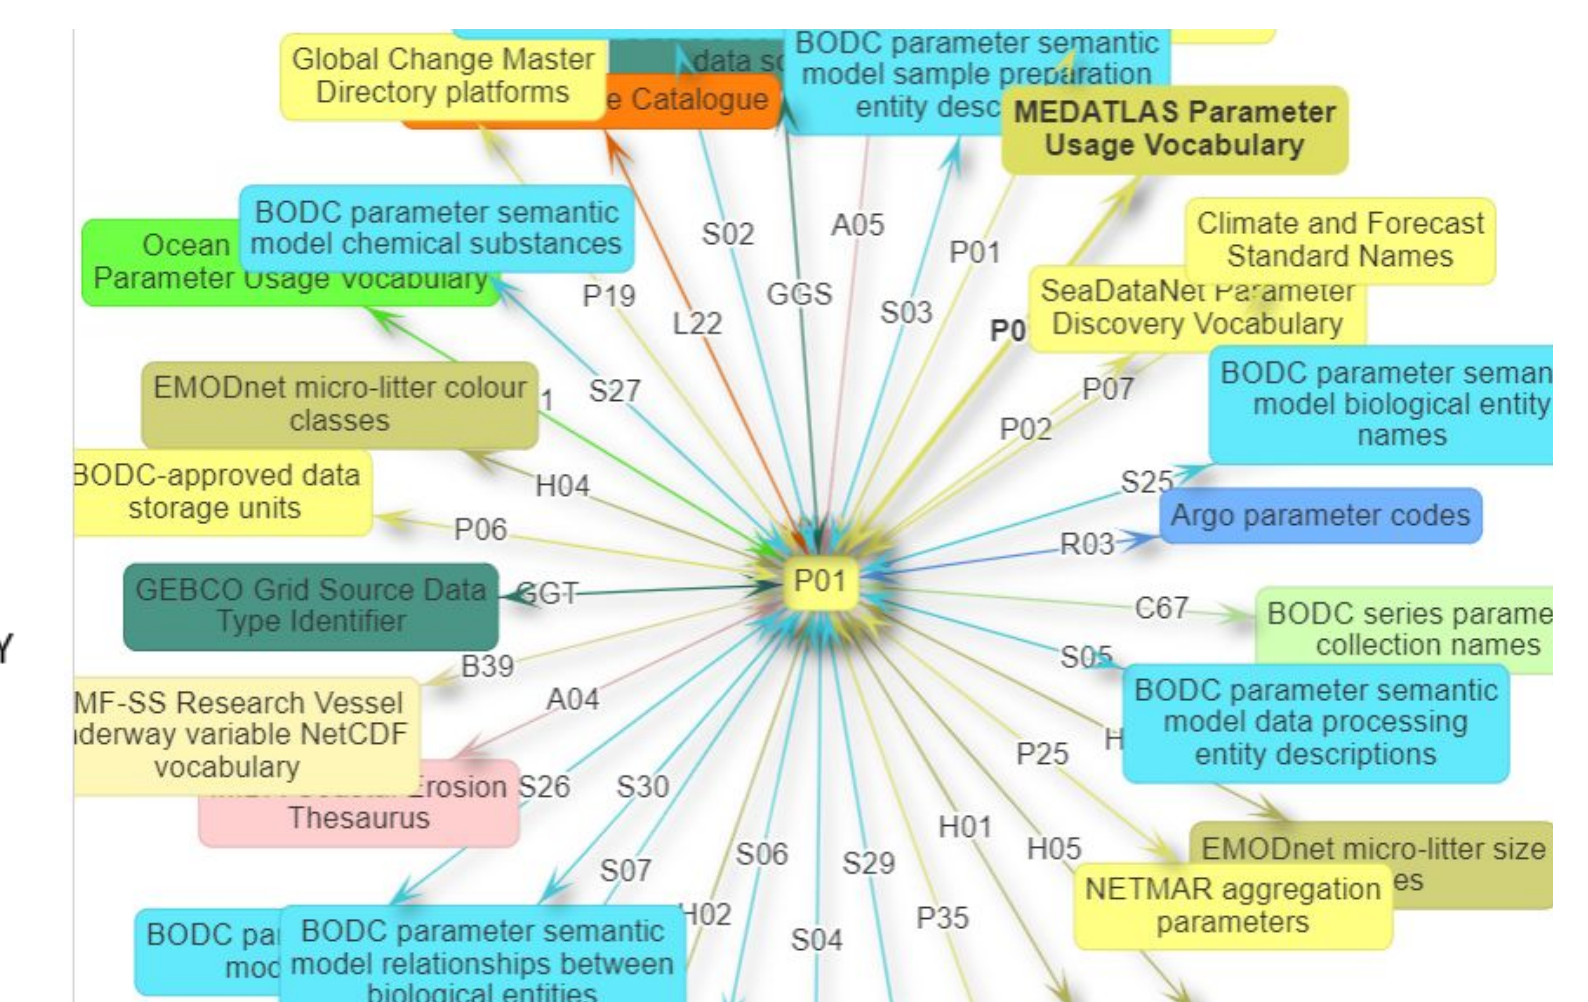 BODC parameter semantic
model sample preparation
entity desc
Global Change Master
Directory platforms
data
e Catalogue
MEDATLAS Parameter
Usage Vocabulary
BODC parameter semantic
model chemical substances
Ocean
Parameter Usage Vocabulary
Climate and Forecast
Standard Names
SeaDataNet Parameter
Discovery Vocabulary
S02
A05
P01
GGS
S03
P19
L22
P0
BODC parameter seman
model biological entity
names
EMODnet micro-litter colour
classes
1
S27
P07
P02
BODC-approved data
storage units
H04
S25
P06
Argo parameter codes
R03
P01
GEBCO Grid Source Data
Type Identifier
GGT
C67
BODC series parame
collection names
Y
B39
S05
MF-SS Research Vessel
derway variable NetCDF
vocabulary
A04
BODC parameter semantic
model data processing
entity descriptions
H
P25
Erosion
Thesaurus
S26
S30
H01
H05
S07
S06
S29
EMODnet micro-litter size
es
NETMAR aggregation
parameters
H02
S04
P35
BODC pa
mod
BODC parameter semantic
model relationships between
biological entities